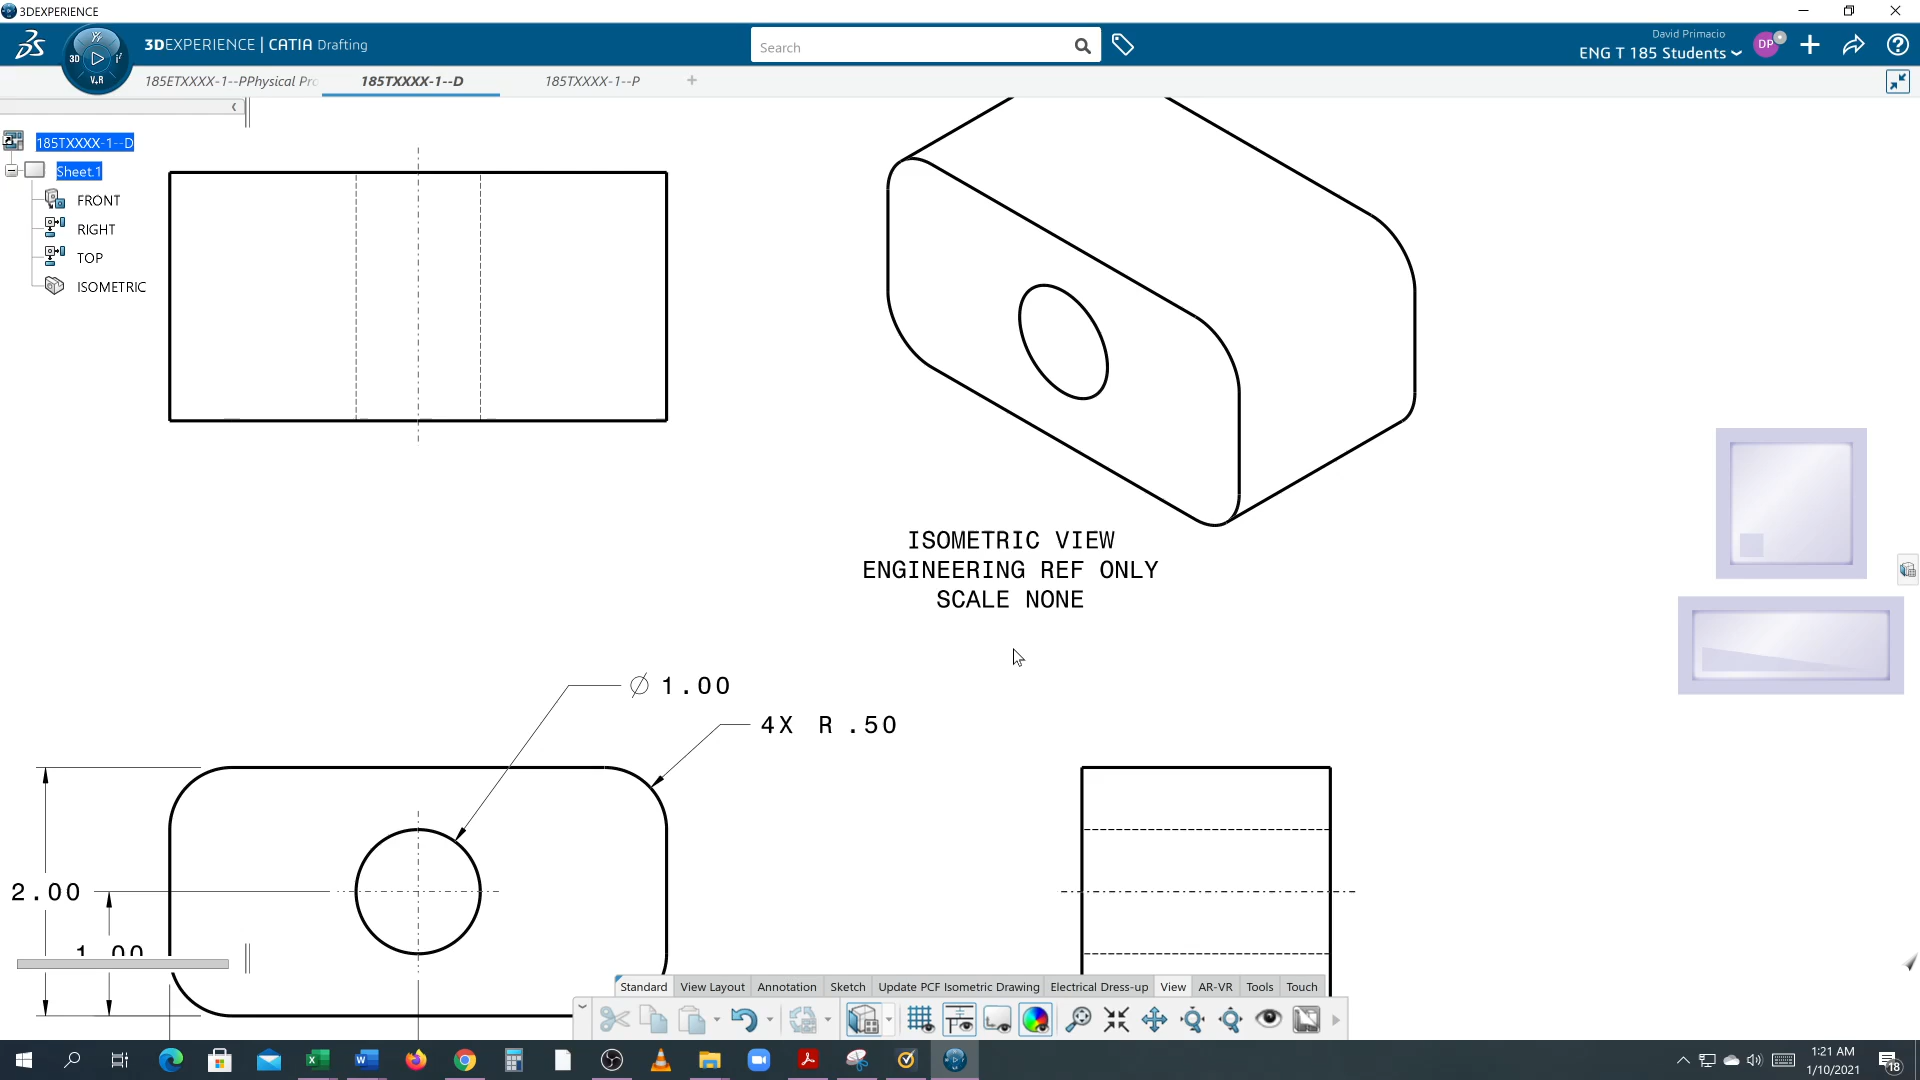 3DEXPERIENCE
3DEXPERIENCE | CATIA Drafting
3D
V.R
Search
David Primacio
ENG T 185 Students
DP
185ETXXXX-1--PPhysical Pro
185TXXXX-1--D
185TXXXX-1--P
185TXXXX-1--D
Sheet.1
FRONT
RIGHT
TOP
ISOMETRIC
ISOMETRIC VIEW
ENGINEERING REF ONLY
SCALE NONE
∅ 1.00
4X R .50
2.00
1.00
Standard
View Layout
Annotation
Sketch
Update PCF Isometric Drawing
Electrical Dress-up
View
AR-VR
Tools
Touch
1:21 AM
1/10/2021
18